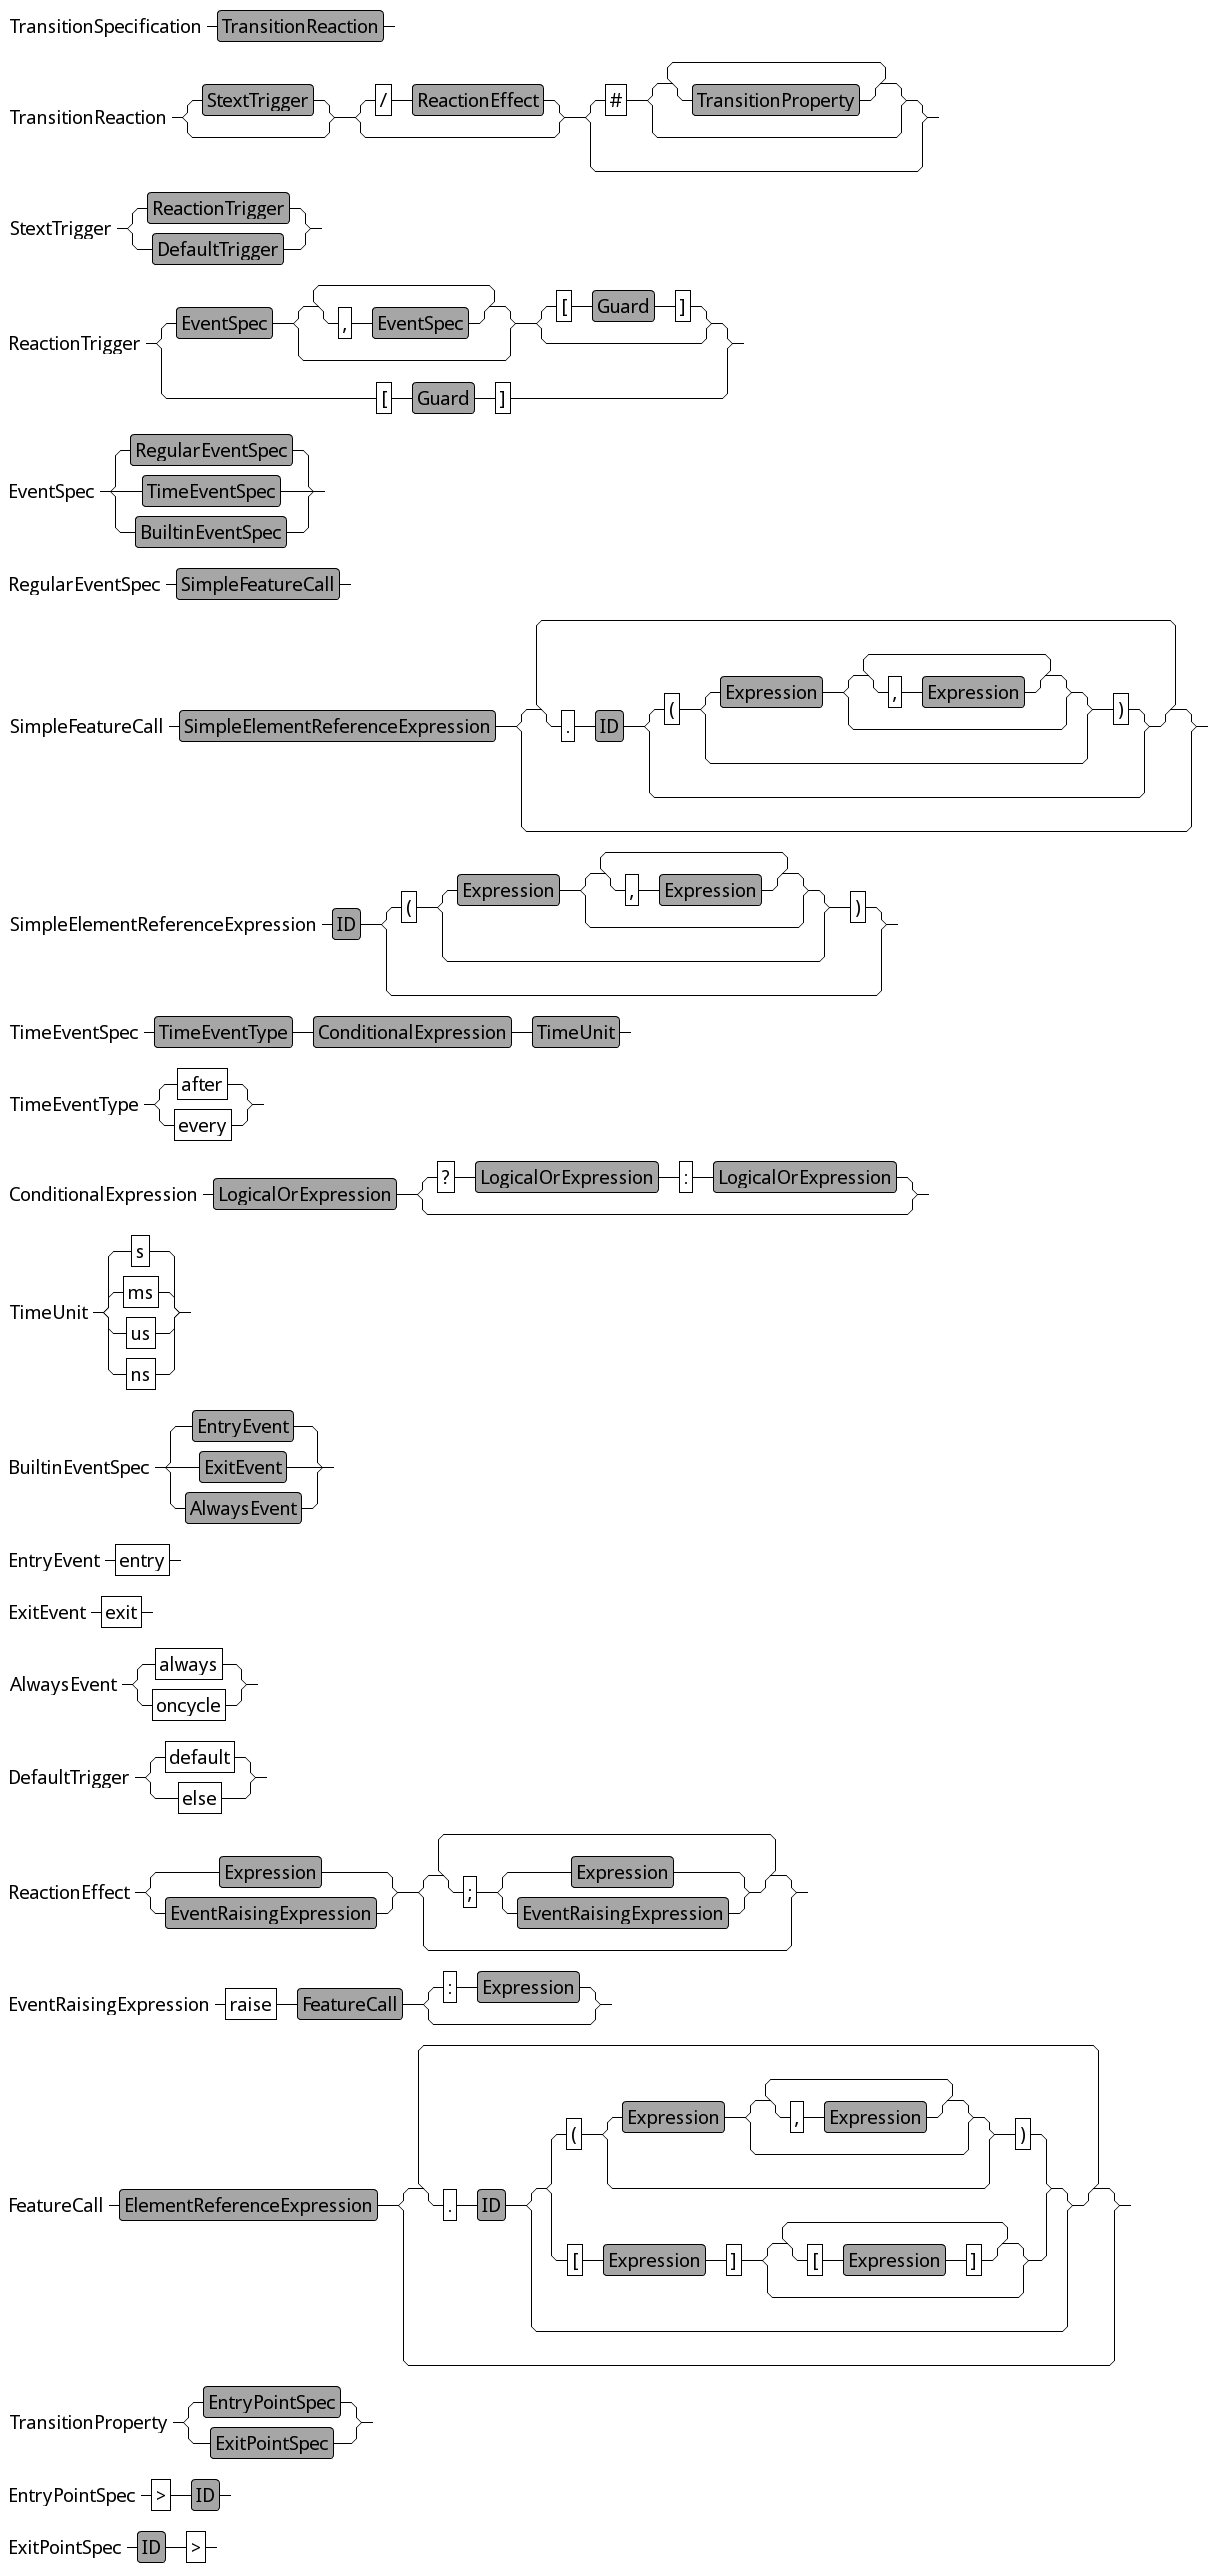 TransitionSpecification TransitionReaction
TransitionReaction StextTrigger / ReactionEffect # TransitionProperty
StextTrigger ReactionTrigger
DefaultTrigger
ReactionTrigger EventSpec , EventSpec [ Guard ]
[ Guard ]
EventSpec RegularEventSpec
TimeEventSpec
BuiltinEventSpec
RegularEventSpec SimpleFeatureCall
SimpleFeatureCall SimpleElementReferenceExpression . ID ( Expression , Expression )
SimpleElementReferenceExpression ID ( Expression , Expression )
TimeEventSpec TimeEventType ConditionalExpression TimeUnit
TimeEventType after
every
ConditionalExpression LogicalOrExpression ? LogicalOrExpression : LogicalOrExpression
TimeUnit s
ms
us
ns
BuiltinEventSpec EntryEvent
ExitEvent
AlwaysEvent
EntryEvent entry
ExitEvent exit
AlwaysEvent always
oncycle
DefaultTrigger default
else
ReactionEffect Expression ; Expression
EventRaisingExpression EventRaisingExpression
EventRaisingExpression raise FeatureCall : Expression
FeatureCall ElementReferenceExpression . ID ( Expression , Expression )
[ Expression ] [ Expression ]
TransitionProperty EntryPointSpec
ExitPointSpec
EntryPointSpec > ID
ExitPointSpec ID >